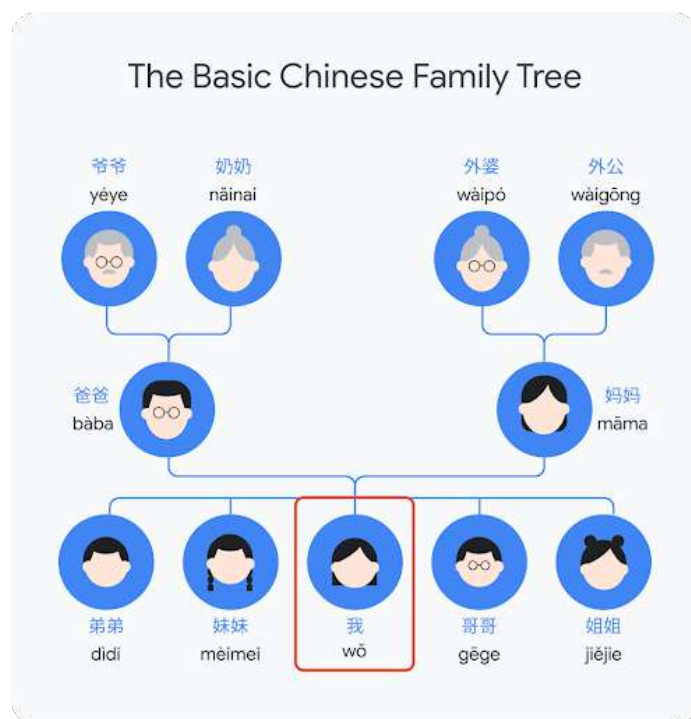 The Basic Chinese Family Tree
爷爷
yéye
奶奶
nǎinai
外婆
wàipó
外公
wàigōng
爸爸
bàba
妈妈
māma
弟弟
dìdi
妹妹
mèimei
我
wǒ
哥哥
gēge
姐姐
jiějie